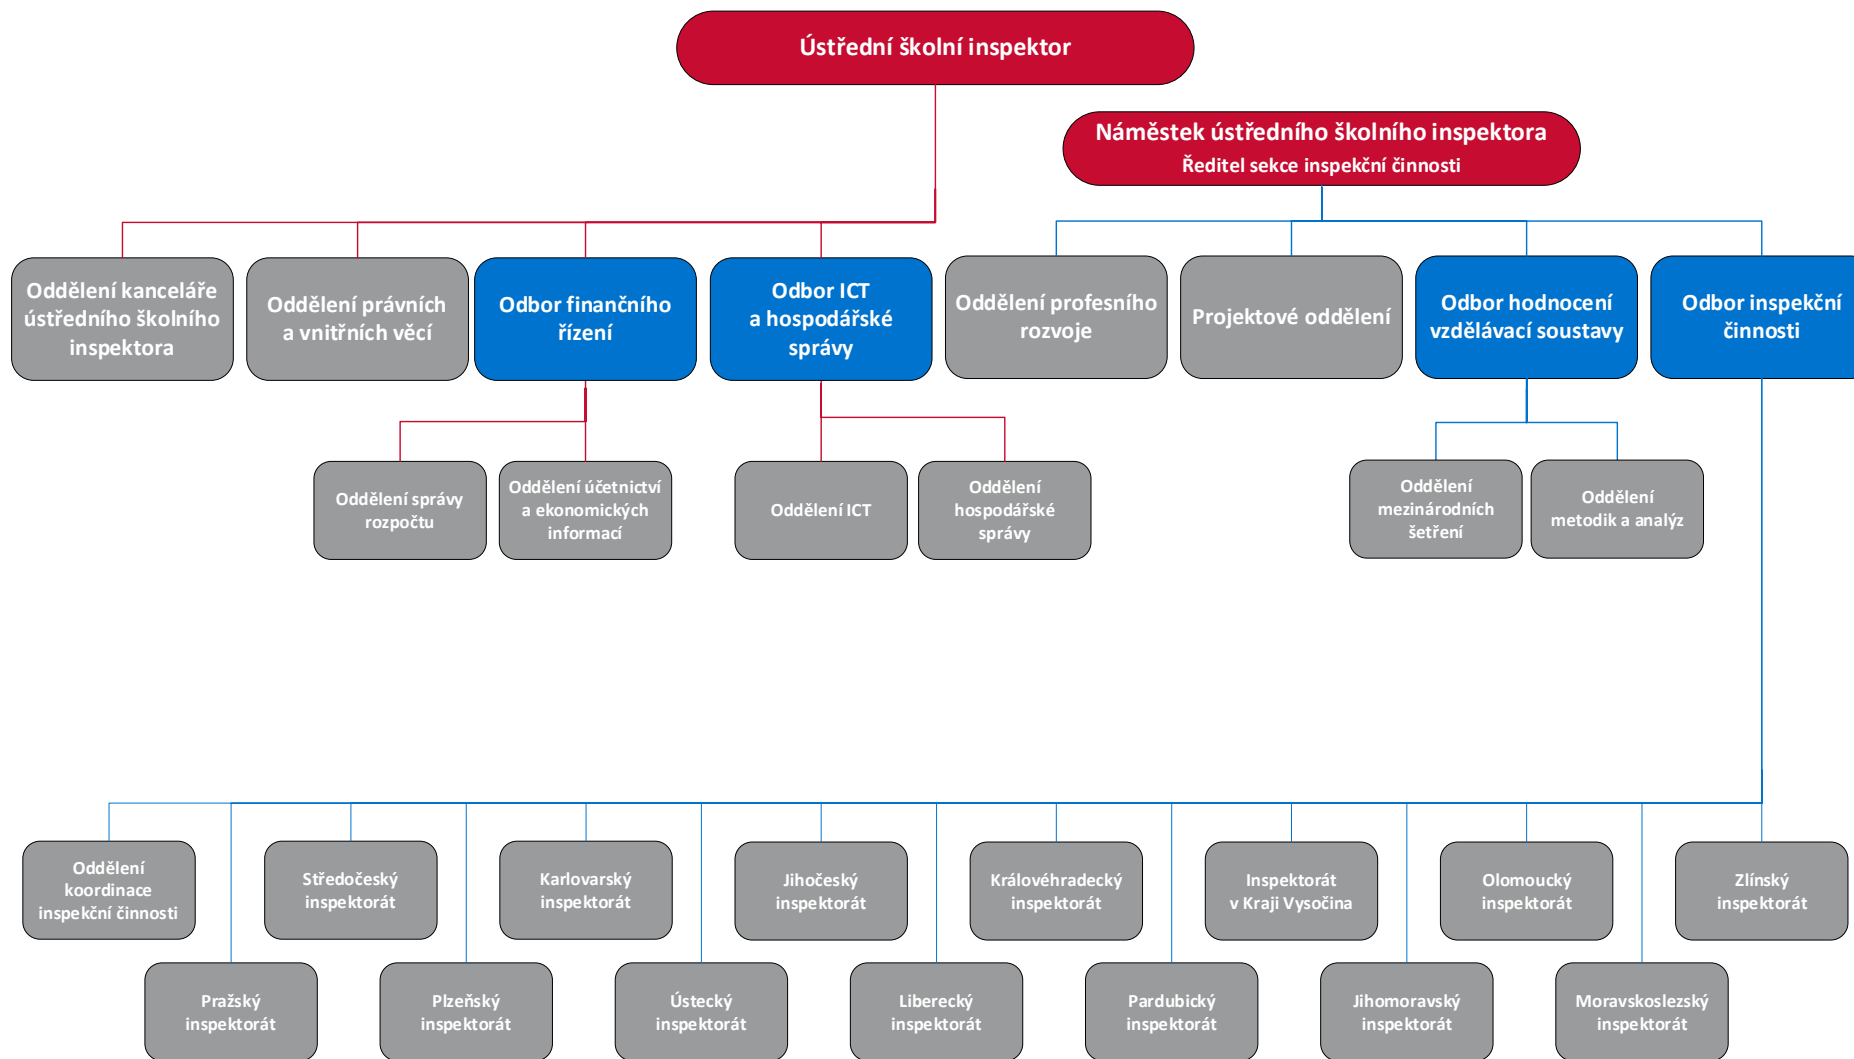 Ústřední školní inspektor
Náměstek ústředního školního inspektora
Ředitel sekce inspekční činnosti
Oddělení kanceláře
ústředního školního
inspektora
Oddělení právních
a vnitřních věcí
Odbor finančního
řízení
Odbor ICT
a hospodářské
správy
Oddělení profesního
rozvoje
Projektové oddělení
Odbor hodnocení
vzdělávací soustavy
Odbor inspekční
činnosti
Oddělení správy
rozpočtu
Oddělení účetnictví
a ekonomických
informací
Oddělení ICT
Oddělení
hospodářské
správy
Oddělení
mezinárodních
šetření
Oddělení
metodik a analýz
Oddělení
koordinace
inspekční činnosti
Středočeský
inspektorát
Karlovarský
inspektorát
Jihočeský
inspektorát
Královéhradecký
inspektorát
Inspektorát
v Kraji Vysočina
Olomoucký
inspektorát
Zlínský
inspektorát
Pražský
inspektorát
Plzeňský
inspektorát
Ústecký
inspektorát
Liberecký
inspektorát
Pardubický
inspektorát
Jihomoravský
inspektorát
Moravskoslezský
inspektorát